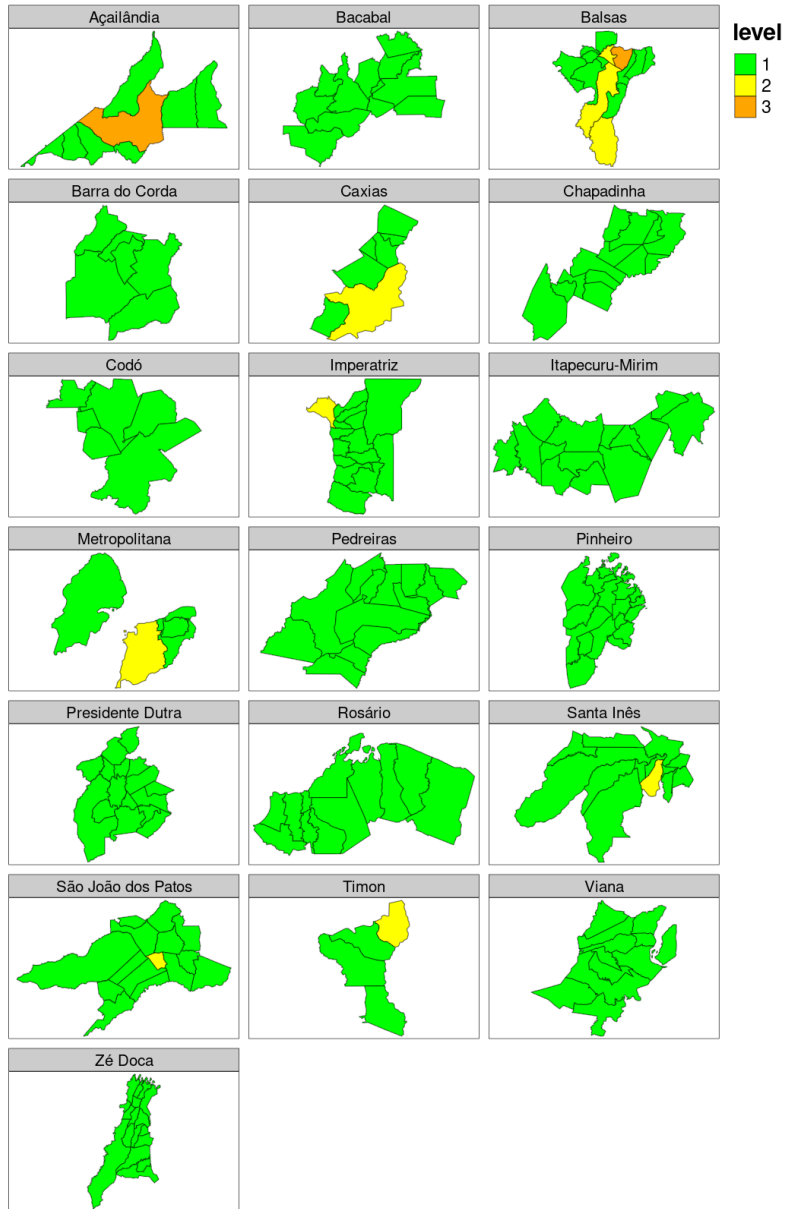 Açailândia
Bacabal
Balsas
level
1
2
3
Barra do Corda
Caxias
Chapadinha
Codó
Imperatriz
Itapecuru-Mirim
Metropolitana
Pedreiras
Pinheiro
Presidente Dutra
Rosário
Santa Inês
São João dos Patos
Timon
Viana
Zé Doca